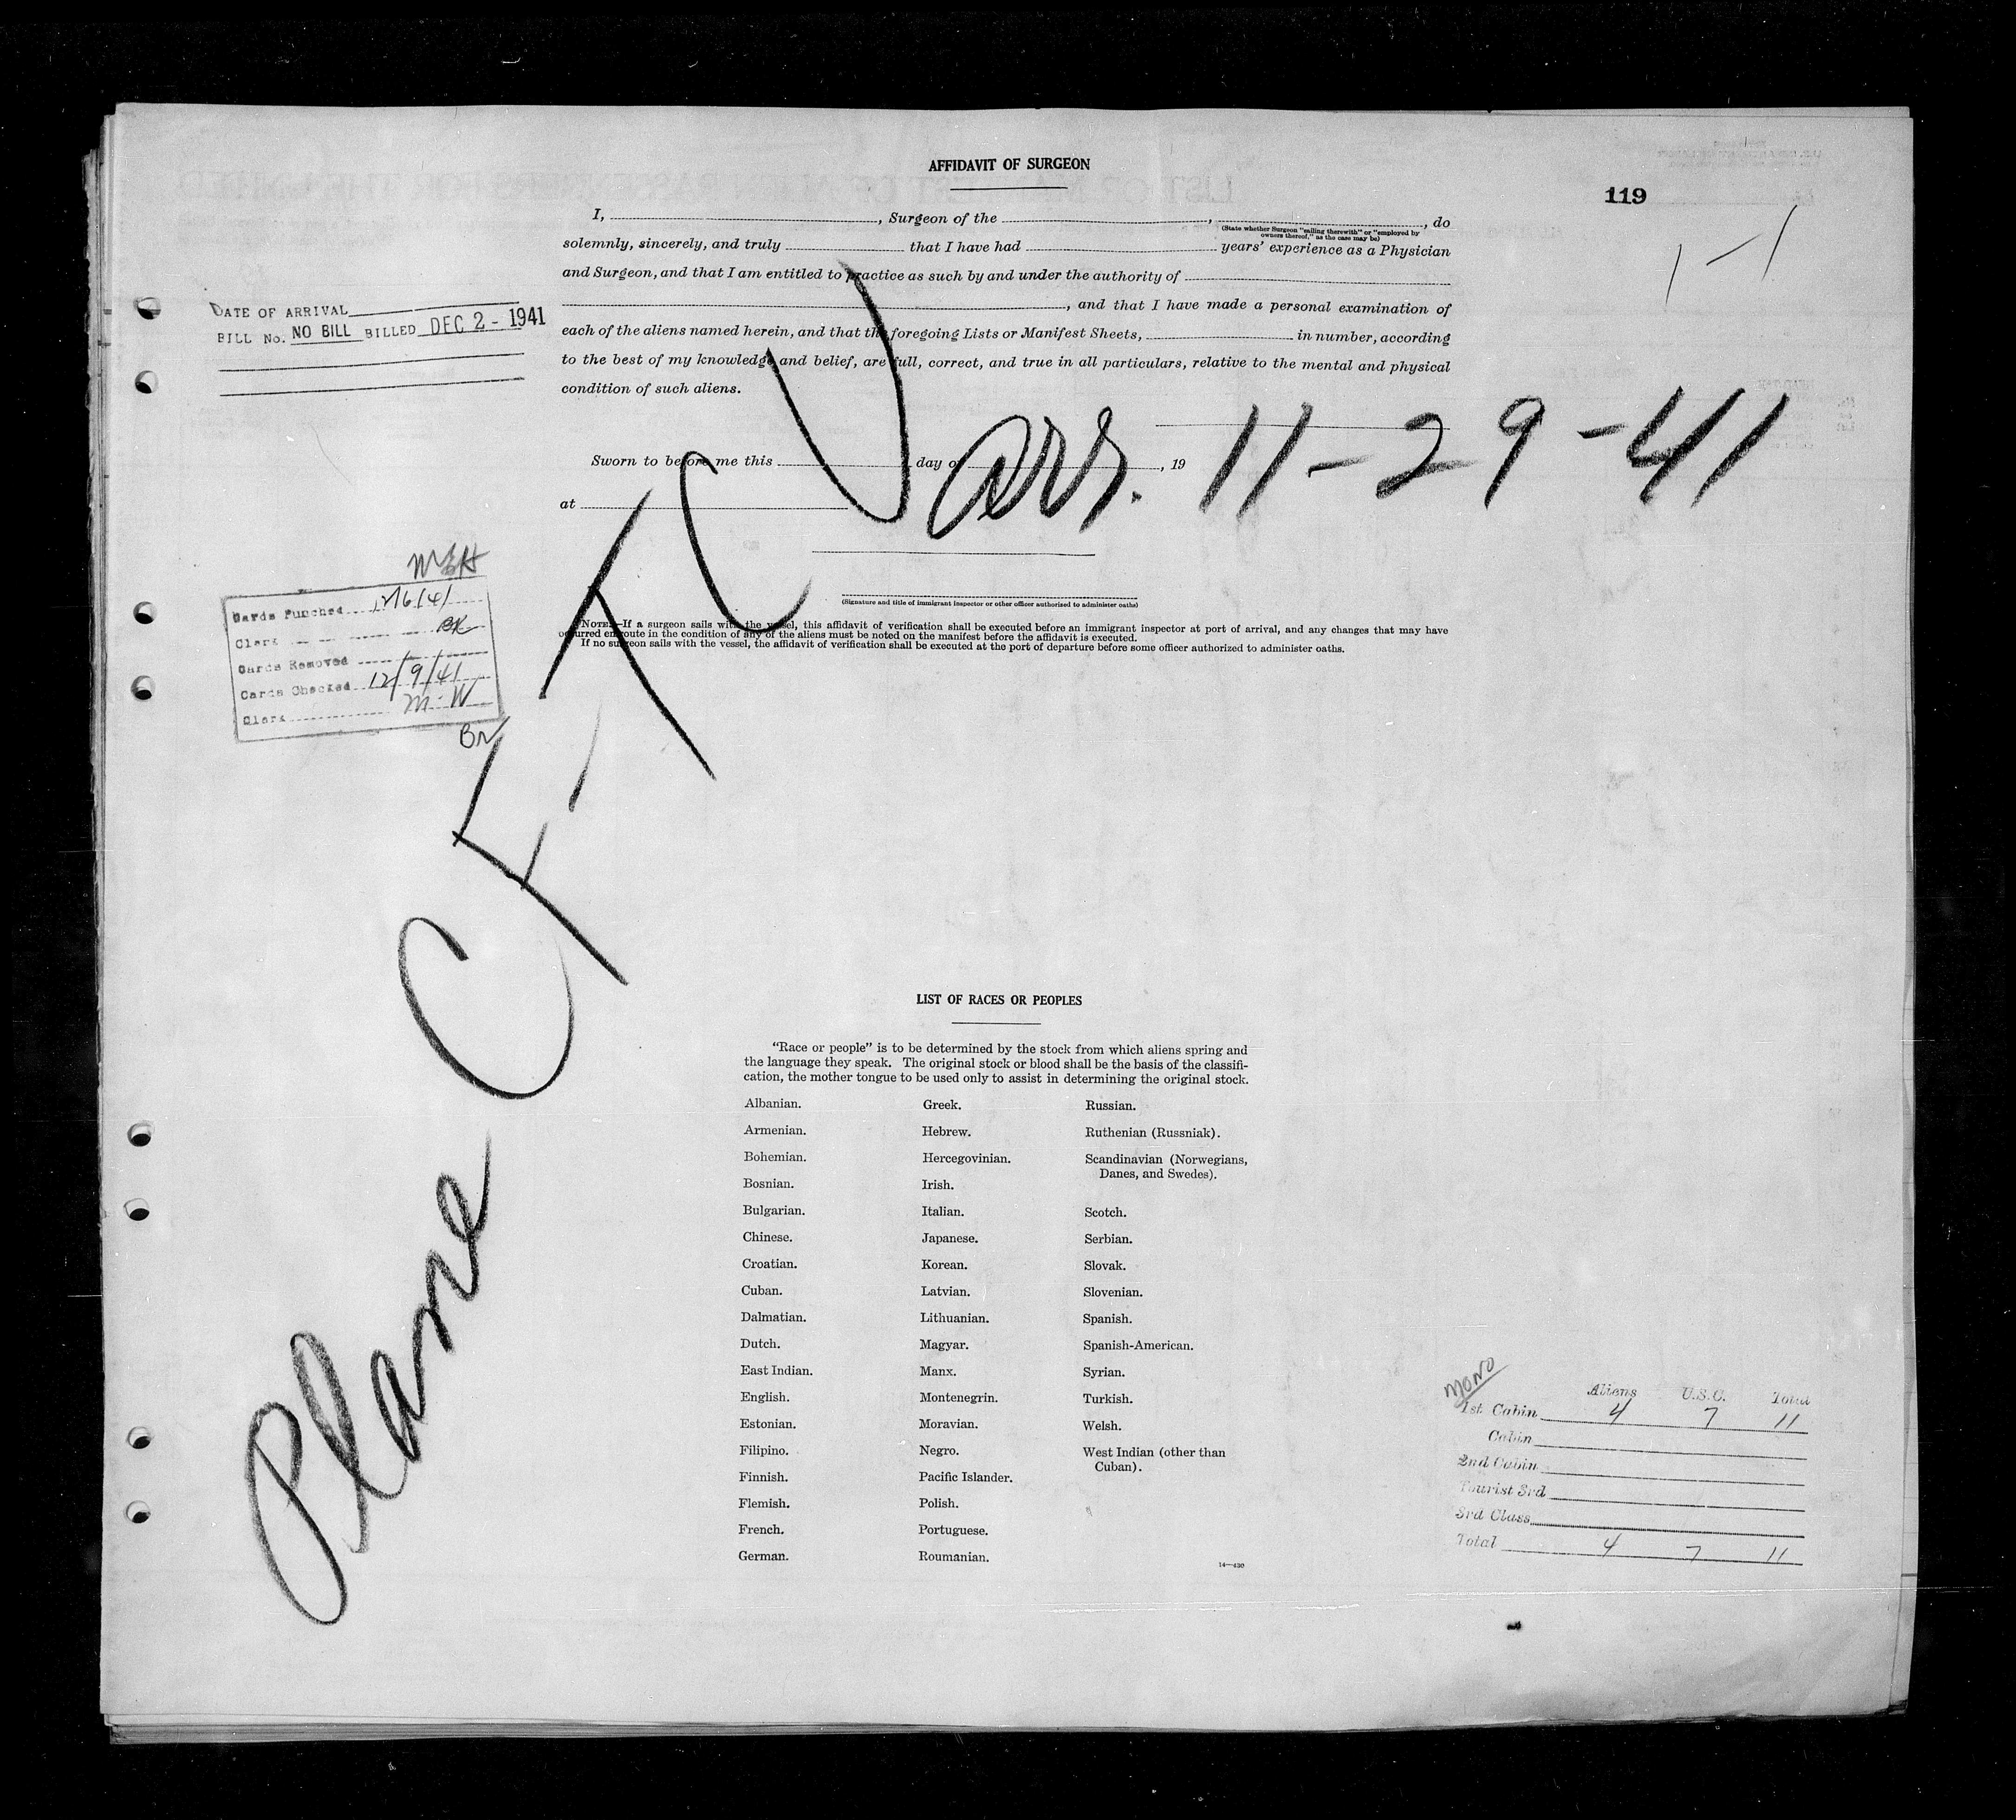 AFFIDAVIT OF SURGEON
119
1-1
I, , Surgeon of the , , do
(State whether Surgeon "sailing therewith" or "employed by
owners thereof," as the case may be)
solemnly, sincerely, and truly that I have had years' experience as a Physician
and Surgeon, and that I am entitled to practice as such by and under the authority of
, and that I have made a personal examination of
each of the aliens named herein, and that the foregoing Lists or Manifest Sheets, in number, according
to the best of my knowledge and belief, are full, correct, and true in all particulars, relative to the mental and physical
condition of such aliens.
DATE OF ARRIVAL
BILL No. NO BILL BILLED DEC 2 - 1941
Sworn to before me this day of , 19
at
arr. 11-29-41
Plane CF-TCJ
(Signature and title of immigrant inspector or other officer authorized to administer oaths)
NOTE.—If a surgeon sails with the vessel, this affidavit of verification shall be executed before an immigrant inspector at port of arrival, and any changes that may have
occurred en route in the condition of any of the aliens must be noted on the manifest before the affidavit is executed.
If no surgeon sails with the vessel, the affidavit of verification shall be executed at the port of departure before some officer authorized to administer oaths.
Cards Punched 12/6/41
Clerk BK
Cards Removed
Cards Checked 12/9/41
Clerk M.W
LIST OF RACES OR PEOPLES
"Race or people" is to be determined by the stock from which aliens spring and
the language they speak. The original stock or blood shall be the basis of the classifi-
cation, the mother tongue to be used only to assist in determining the original stock.
Albanian. Greek. Russian.
Armenian. Hebrew. Ruthenian (Russniak).
Bohemian. Hercegovinian. Scandinavian (Norwegians,
Danes, and Swedes).
Bosnian. Irish.
Bulgarian. Italian. Scotch.
Chinese. Japanese. Serbian.
Croatian. Korean. Slovak.
Cuban. Latvian. Slovenian.
Dalmatian. Lithuanian. Spanish.
Dutch. Magyar. Spanish-American.
East Indian. Manx. Syrian.
English. Montenegrin. Turkish.
Estonian. Moravian. Welsh.
Filipino. Negro. West Indian (other than
Cuban).
Finnish. Pacific Islander.
Flemish. Polish.
French. Portuguese.
German. Roumanian.
14—430
MONO
Aliens U.S.C. Total
1st Cabin 4 7 11
Cabin
2nd Cabin
Tourist 3rd
3rd Class
Total 4 7 11